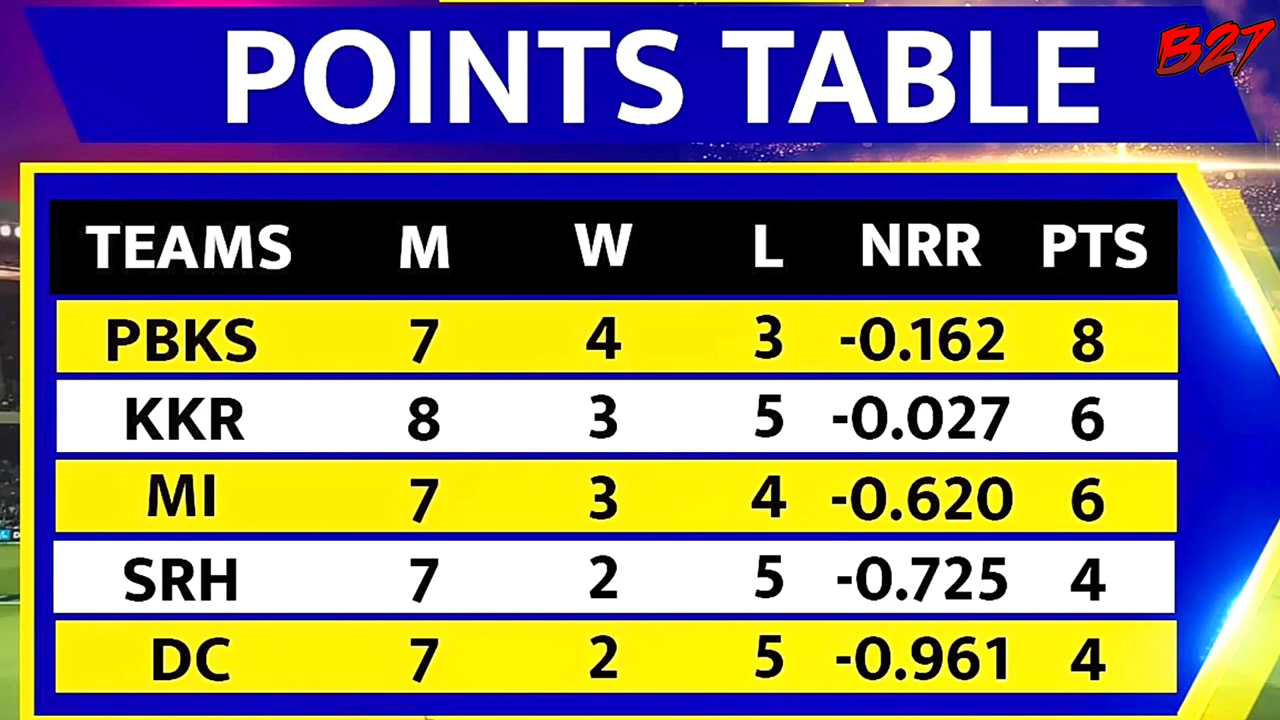 POINTS TABLE
B27
TEAMS M W L NRR PTS
PBKS 7 4 3 -0.162 8
KKR 8 3 5 -0.027 6
MI 7 3 4 -0.620 6
SRH 7 2 5 -0.725 4
DC 7 2 5 -0.961 4